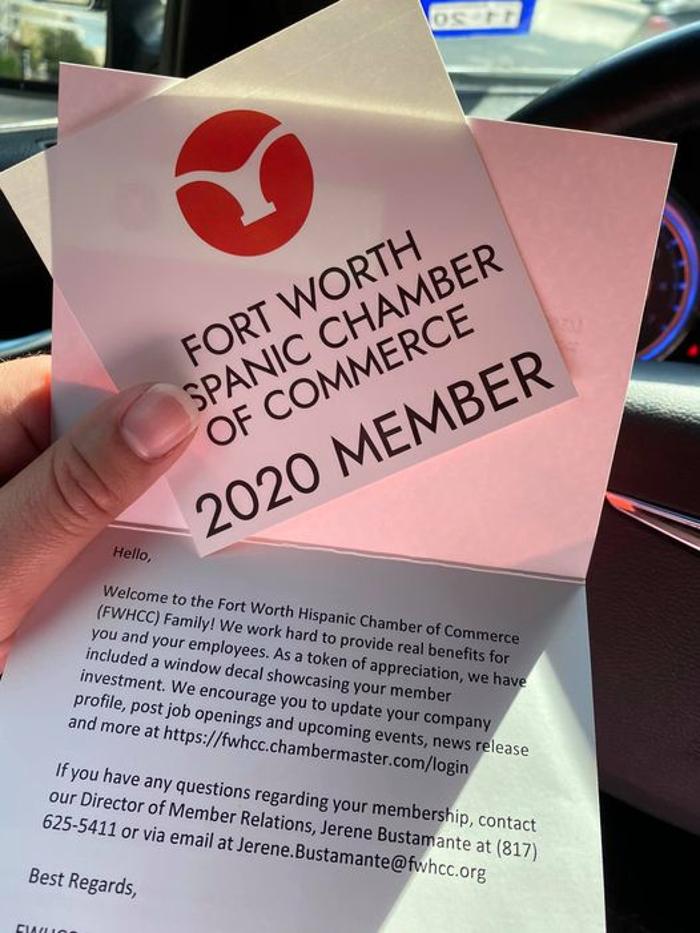 11-20
FORT WORTH
SPANIC CHAMBER
OF COMMERCE
2020 MEMBER
Hello,
Welcome to the Fort Worth Hispanic Chamber of Commerce
(FWHCC) Family! We work hard to provide real benefits for
you and your employees. As a token of appreciation, we have
included a window decal showcasing your member
investment. We encourage you to update your company
profile, post job openings and upcoming events, news release
and more at https://fwhcc.chambermaster.com/login
If you have any questions regarding your membership, contact
our Director of Member Relations, Jerene Bustamante at (817)
625-5411 or via email at Jerene.Bustamante@fwhcc.org
Best Regards,